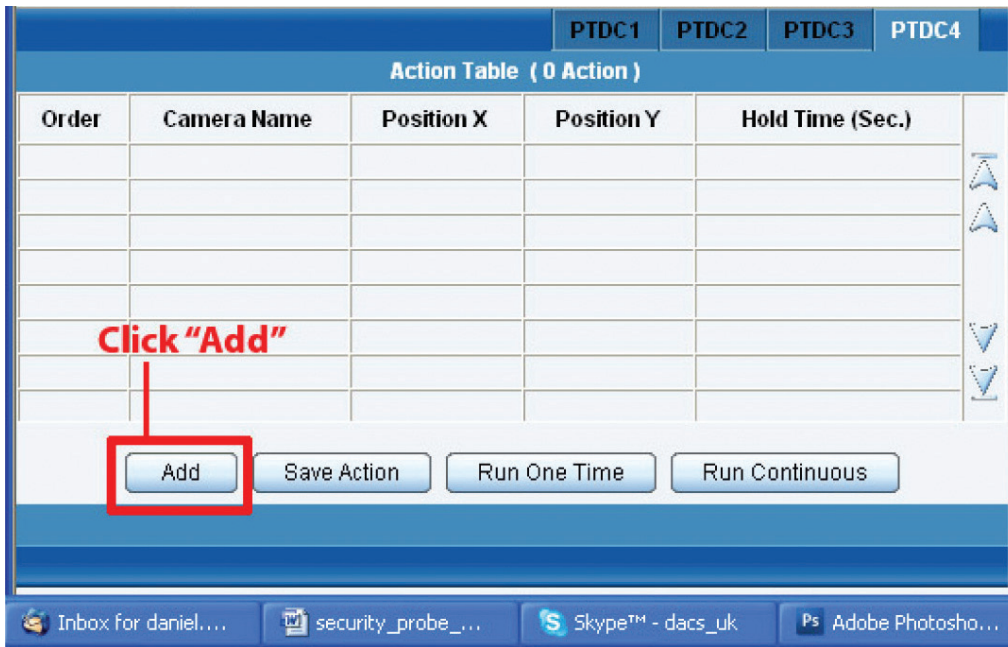 PTDC1 PTDC2 PTDC3 PTDC4
Action Table ( 0 Action )
Order Camera Name Position X Position Y Hold Time (Sec.)
Click "Add"
Add Save Action Run One Time Run Continuous
Inbox for daniel.... security_probe_... Skype™ - dacs_uk Ps Adobe Photosho...